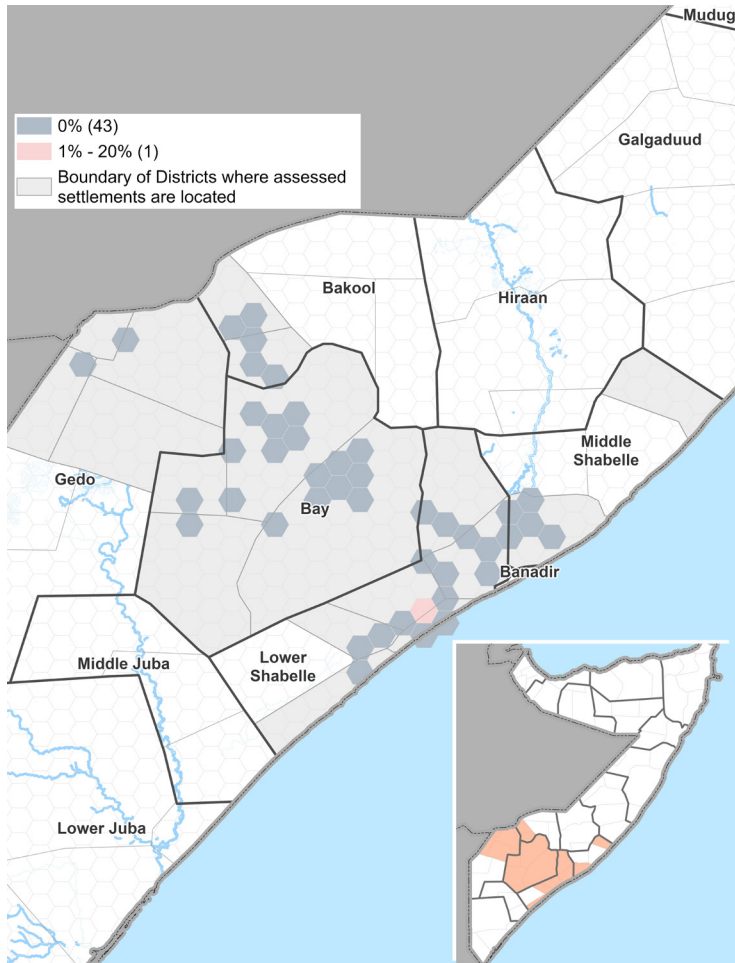 Mudug
0% (43)
1% - 20% (1)
Boundary of Districts where assessed
settlements are located
Galgaduud
Bakool
Hiraan
Middle
Shabelle
Gedo
Bay
Banadir
Middle Juba
Lower
Shabelle
Lower Juba